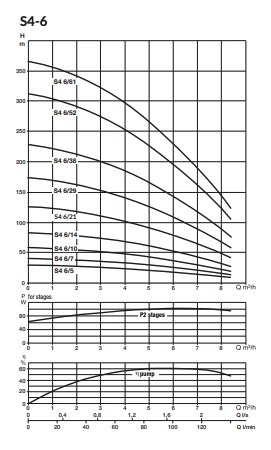 S4-6
H
m
350
300
250
200
150
100
50
0
S4 6/61
S4 6/52
S4 6/38
S4 6/29
S4 6/21
S4 6/14
S4 6/10
S4 6/7
S4 6/5
0 1 2 3 4 5 6 7 8 Q m³/h
P for stages
W
80
40
0
P2 stages
0 1 2 3 4 5 6 7 8 Q m³/h
η
%
60
40
20
0
η pump
0 1 2 3 4 5 6 7 8 Q m³/h
0 0,4 0,8 1,2 1,6 2 Q l/s
0 20 40 60 80 100 120 Q l/min